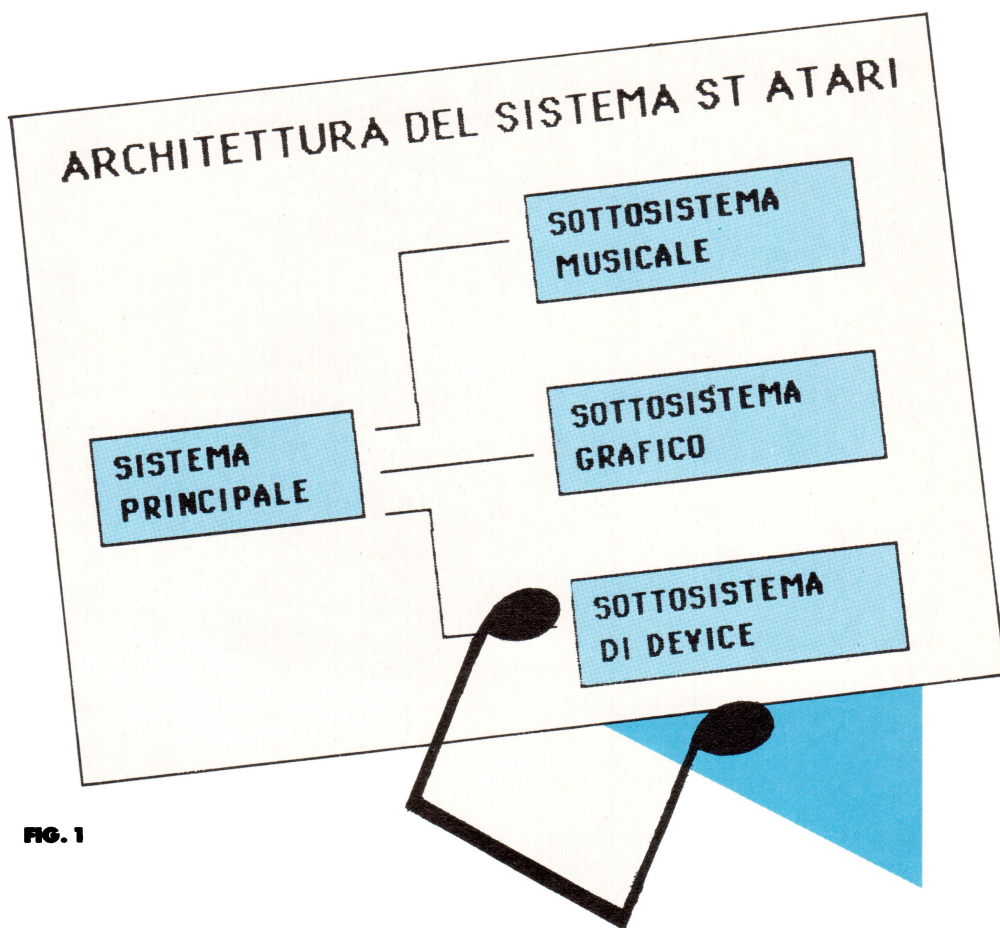 ARCHITETTURA DEL SISTEMA ST ATARI
SOTTOSISTEMA
MUSICALE
SOTTOSISTEMA
GRAFICO
SISTEMA
PRINCIPALE
SOTTOSISTEMA
DI DEVICE
FIG. 1